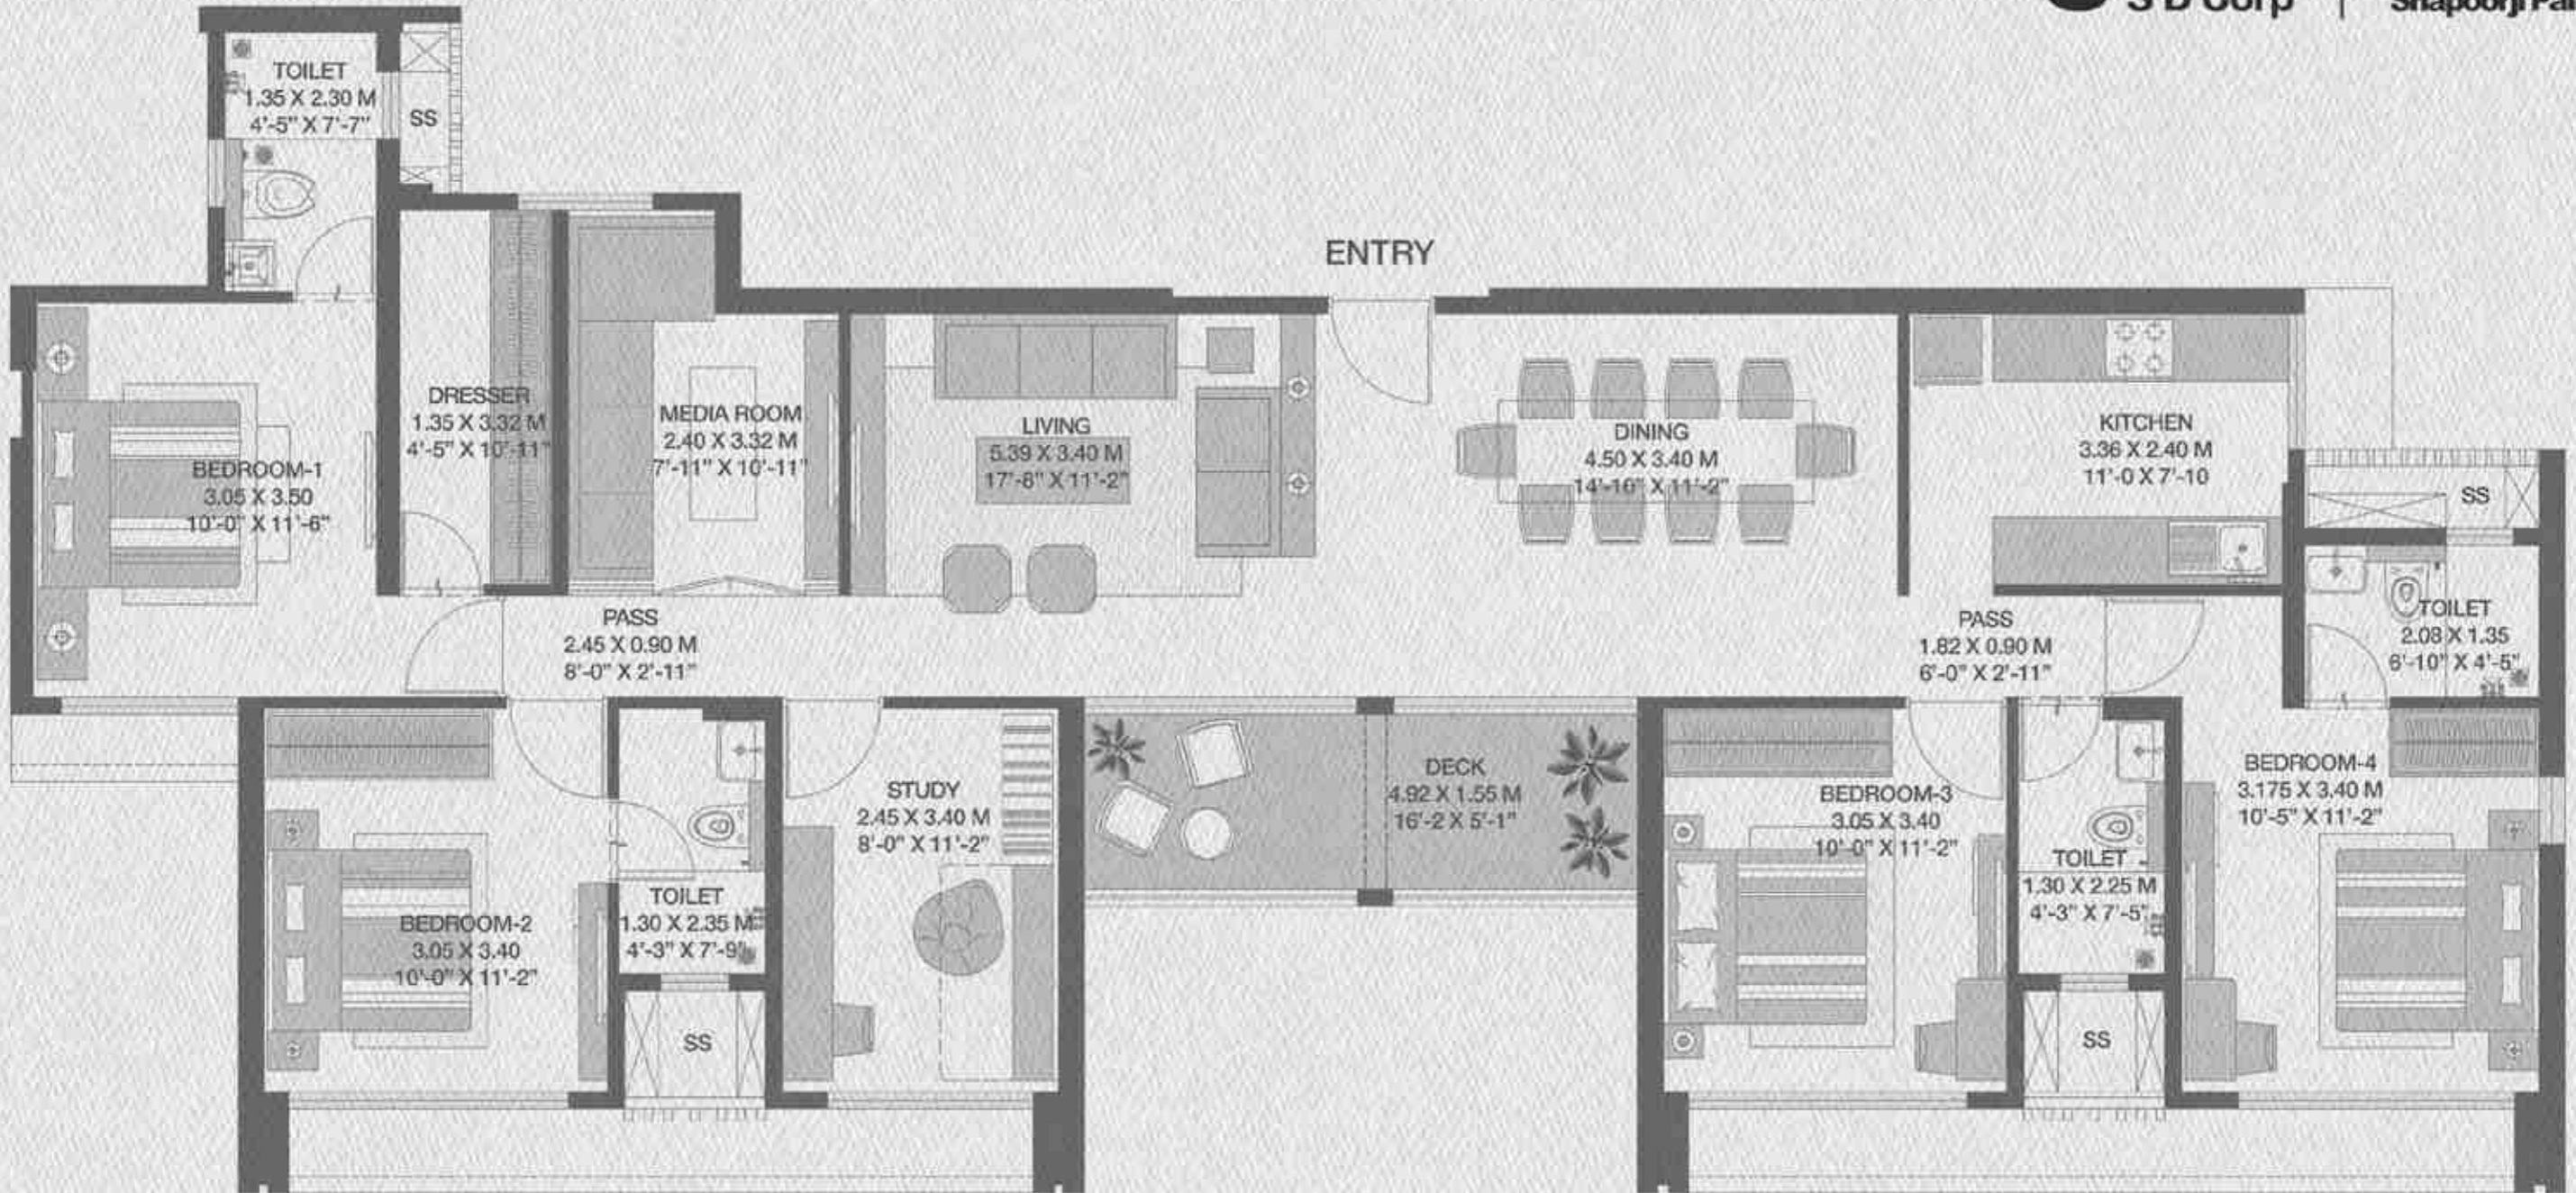 S D Corp
TOILET
1.35 X 2.30 M
4'-5" X 7'-7"
SS
ENTRY
BEDROOM-1
3.05 X 3.50
10'-0" X 11'-6"
DRESSER
1.35 X 3.32 M
4'-5" X 10'-11"
MEDIA ROOM
2.40 X 3.32 M
7'-11" X 10'-11"
LIVING
5.39 X 3.40 M
17'-8" X 11'-2"
DINING
4.50 X 3.40 M
14'-10" X 11'-2"
KITCHEN
3.36 X 2.40 M
11'-0 X 7'-10
SS
PASS
2.45 X 0.90 M
8'-0" X 2'-11"
PASS
1.82 X 0.90 M
6'-0" X 2'-11"
TOILET
2.08 X 1.35
6'-10" X 4'-5"
BEDROOM-2
3.05 X 3.40
10'-0" X 11'-2"
TOILET
1.30 X 2.35 M
4'-3" X 7'-9"
SS
STUDY
2.45 X 3.40 M
8'-0" X 11'-2"
DECK
4.92 X 1.55 M
16'-2 X 5'-1"
BEDROOM-3
3.05 X 3.40
10'-0" X 11'-2"
TOILET
1.30 X 2.25 M
4'-3" X 7'-5"
SS
BEDROOM-4
3.175 X 3.40 M
10'-5" X 11'-2"